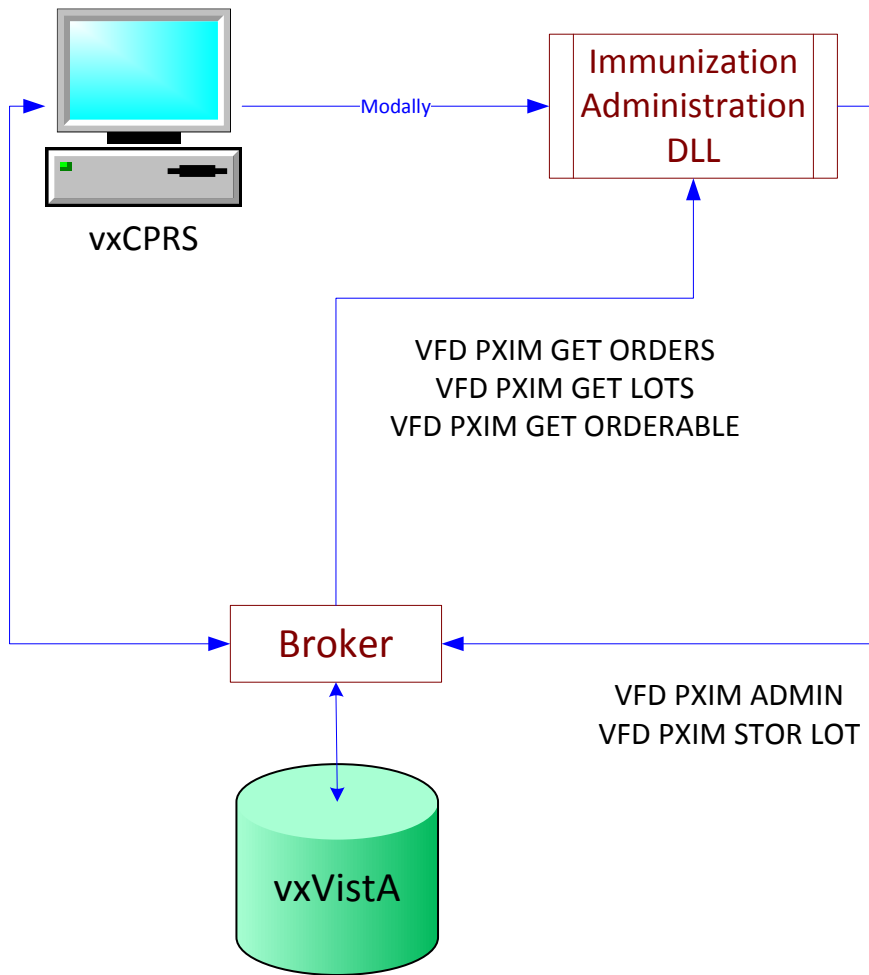 Immunization
Administration
DLL
Modally
vxCPRS
VFD PXIM GET ORDERS
VFD PXIM GET LOTS
VFD PXIM GET ORDERABLE
Broker
VFD PXIM ADMIN
VFD PXIM STOR LOT
vxVistA